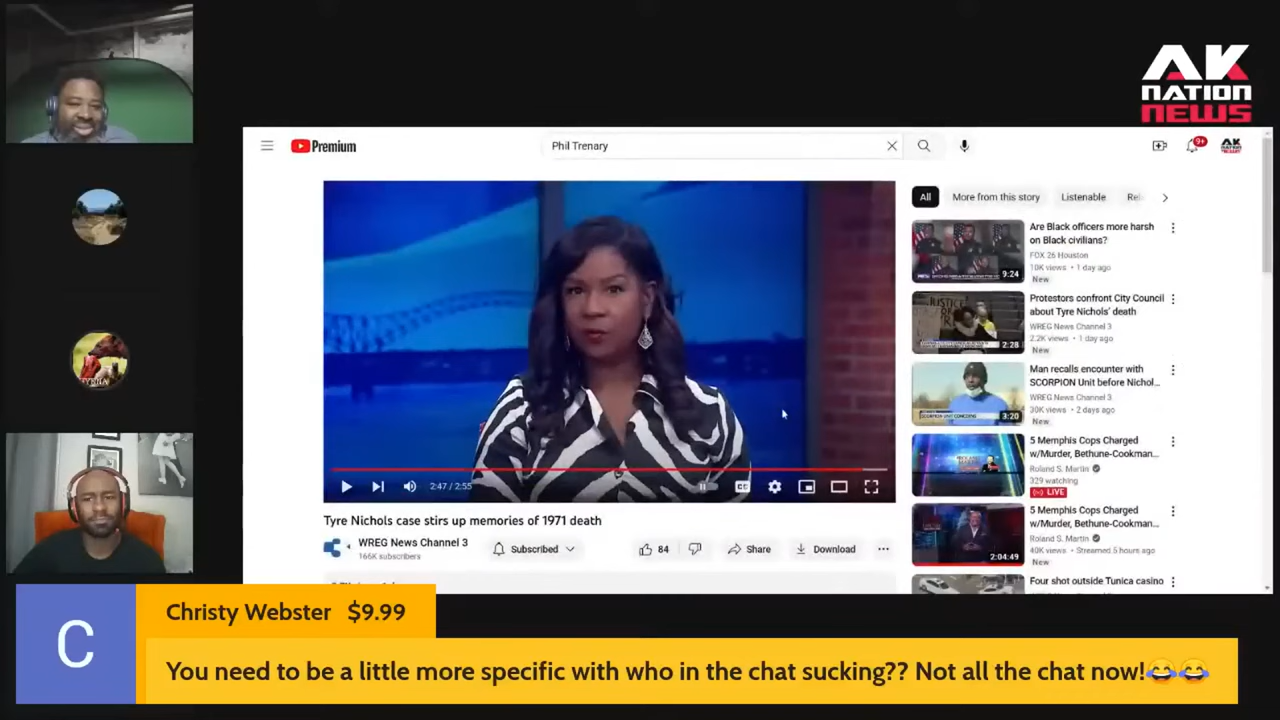 AK
NATION
NEWS
Premium
Phil Trenary
9+
AK
NATION
All
More from this story
Listenable
Rel
Are Black officers more harsh
on Black civilians?
FOX 26 Houston
10K views • 1 day ago
New
9:24
Protestors confront City Council
about Tyre Nichols' death
WREG News Channel 3
2.2K views • 1 day ago
New
2:28
Man recalls encounter with
SCORPION Unit before Nichol...
WREG News Channel 3
30K views • 2 days ago
New
3:20
5 Memphis Cops Charged
w/Murder, Bethune-Cookman...
Roland S. Martin
329 watching
LIVE
5 Memphis Cops Charged
w/Murder, Bethune-Cookman...
Roland S. Martin
40K views • Streamed 5 hours ago
New
2:04:49
Four shot outside Tunica casino
2:47 / 2:55
CC
Tyre Nichols case stirs up memories of 1971 death
WREG News Channel 3
166K subscribers
Subscribed
84
Share
Download
C
Christy Webster $9.99
You need to be a little more specific with who in the chat sucking?? Not all the chat now!😂😂